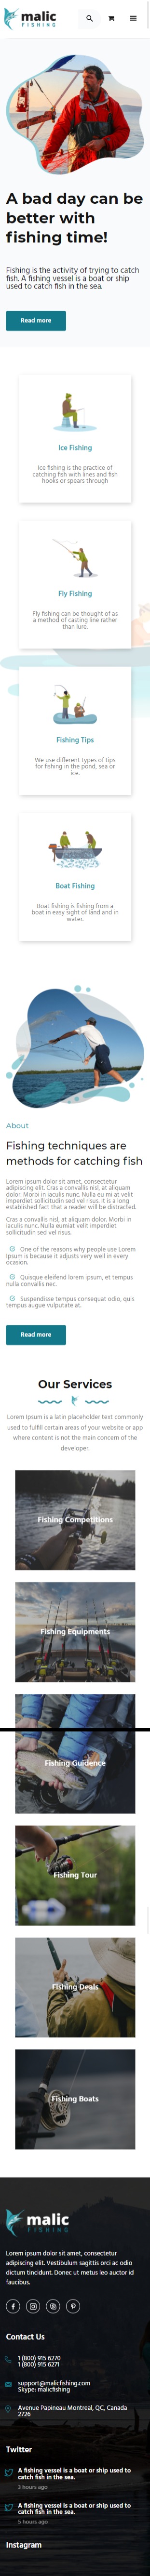 malic
FISHING
A bad day can be
better with
fishing time!
Fishing is the activity of trying to catch
fish. A fishing vessel is a boat or ship
used to catch fish in the sea.
Read more
Ice Fishing
Ice fishing is the practice of
catching fish with lines and fish
hooks or spears through
Fly Fishing
Fly fishing can be thought of as
a method of casting line rather
than lure.
Fishing Tips
We use different types of tips
for fishing in the pond, sea or
ice.
Boat Fishing
Boat fishing is fishing from a
boat in easy sight of land and in
water.
About
Fishing techniques are
methods for catching fish
Lorem ipsum dolor sit amet, consectetur
adipiscing elit. Cras a convallis nisl, at aliquam
dolor. Morbi in iaculis nunc. Nulla eu mi at velit
imperdiet sollicitudin sed vel risus. It is a long
established fact that a reader will be distracted.
Cras a convallis nisl, at aliquam dolor. Morbi in
iaculis nunc. Nulla eumiat velit imperdiet
sollicitudin sed vel risus.
One of the reasons why people use Lorem
Ipsum is because it adjusts very well in every
ocasion.
Quisque eleifend lorem ipsum, et tempus
nulla convallis nec.
Suspendisse tempus consequat odio, quis
tempus augue vulputate at.
Read more
Our Services
Lorem Ipsum is a latin placeholder text commonly
used to fulfill certain areas of your website or app
where content is not the main concern of the
developer.
Fishing Competitions
Fishing Equipments
Fishing Guidence
Fishing Tour
Fishing Deals
Fishing Boats
malic
FISHING
Lorem ipsum dolor sit amet, consectetur
adipiscing elit. Vestibulum sagittis orci ac odio
dictum tincidunt. Donec ut metus leo auctor id
faucibus.
Contact Us
1 (800) 915 6270
1 (800) 915 6271
support@malicfishing.com
Skype: malicfishing
Avenue Papineau Montreal, QC, Canada
2726
Twitter
A fishing vessel is a boat or ship used to
catch fish in the sea.
3 hours ago
A fishing vessel is a boat or ship used to
catch fish in the sea.
5 hours ago
Instagram